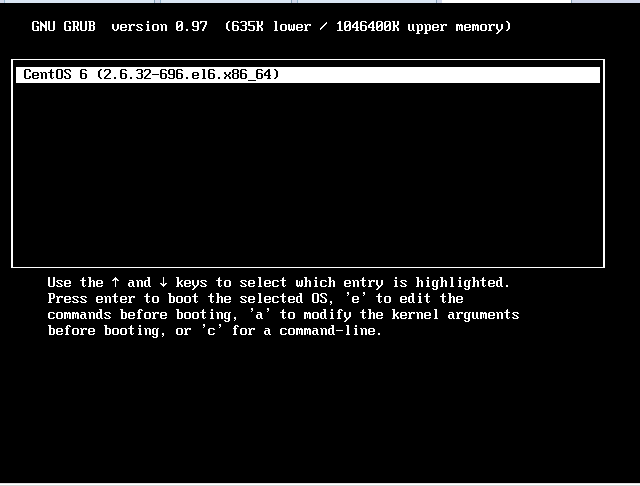 GNU GRUB  version 0.97  (635K lower / 1046400K upper memory)
CentOS 6 (2.6.32-696.el6.x86_64)
Use the ↑ and ↓ keys to select which entry is highlighted.
Press enter to boot the selected OS, 'e' to edit the
commands before booting, 'a' to modify the kernel arguments
before booting, or 'c' for a command-line.